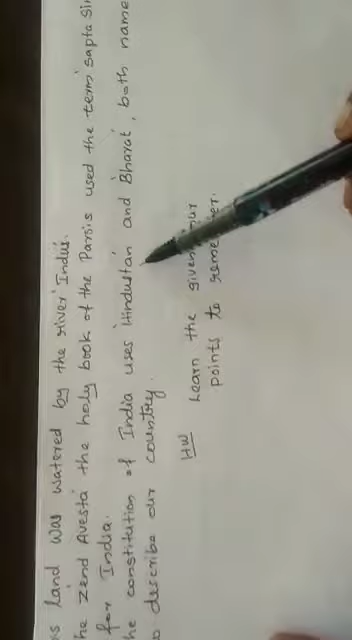 land was watered by the river Indus.
he Zend Avesta the holy book of the Parsis used the term 'sapta
for India.
he constitution of India uses Hindustan and Bharat, both name
describe our country.
HW Learn the given
points to